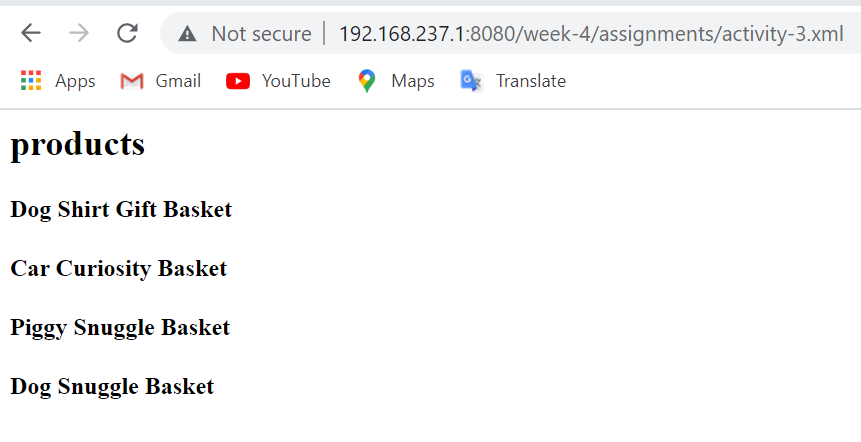 Not secure | 192.168.237.1:8080/week-4/assignments/activity-3.xml
Apps Gmail YouTube Maps Translate
products
Dog Shirt Gift Basket
Car Curiosity Basket
Piggy Snuggle Basket
Dog Snuggle Basket